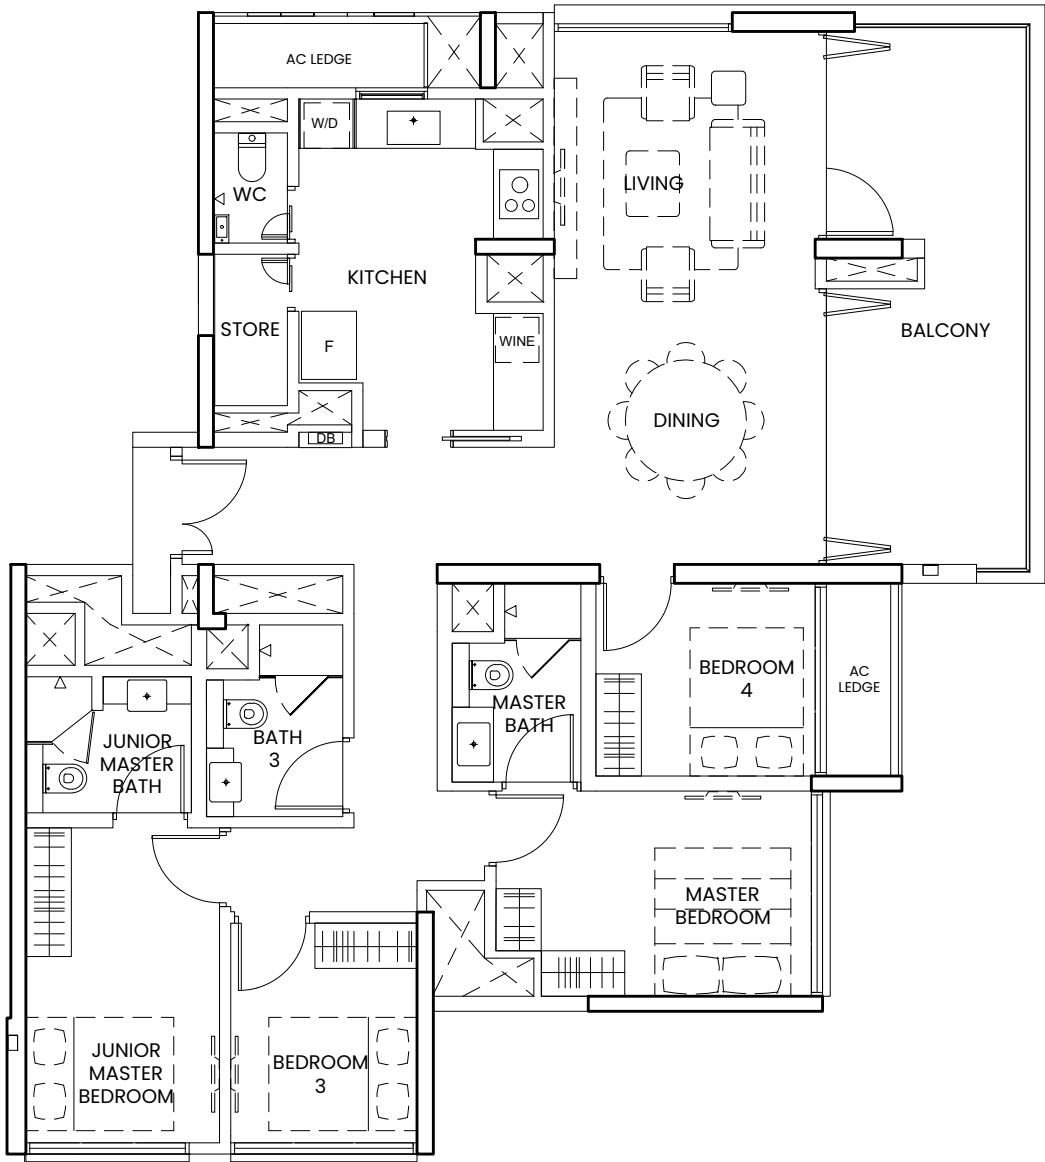 AC LEDGE
W/D
WC
LIVING
KITCHEN
STORE
F
WINE
BALCONY
DINING
DB
BEDROOM
4
AC
LEDGE
MASTER
BATH
JUNIOR
MASTER
BATH
BATH
3
MASTER
BEDROOM
JUNIOR
MASTER
BEDROOM
BEDROOM
3